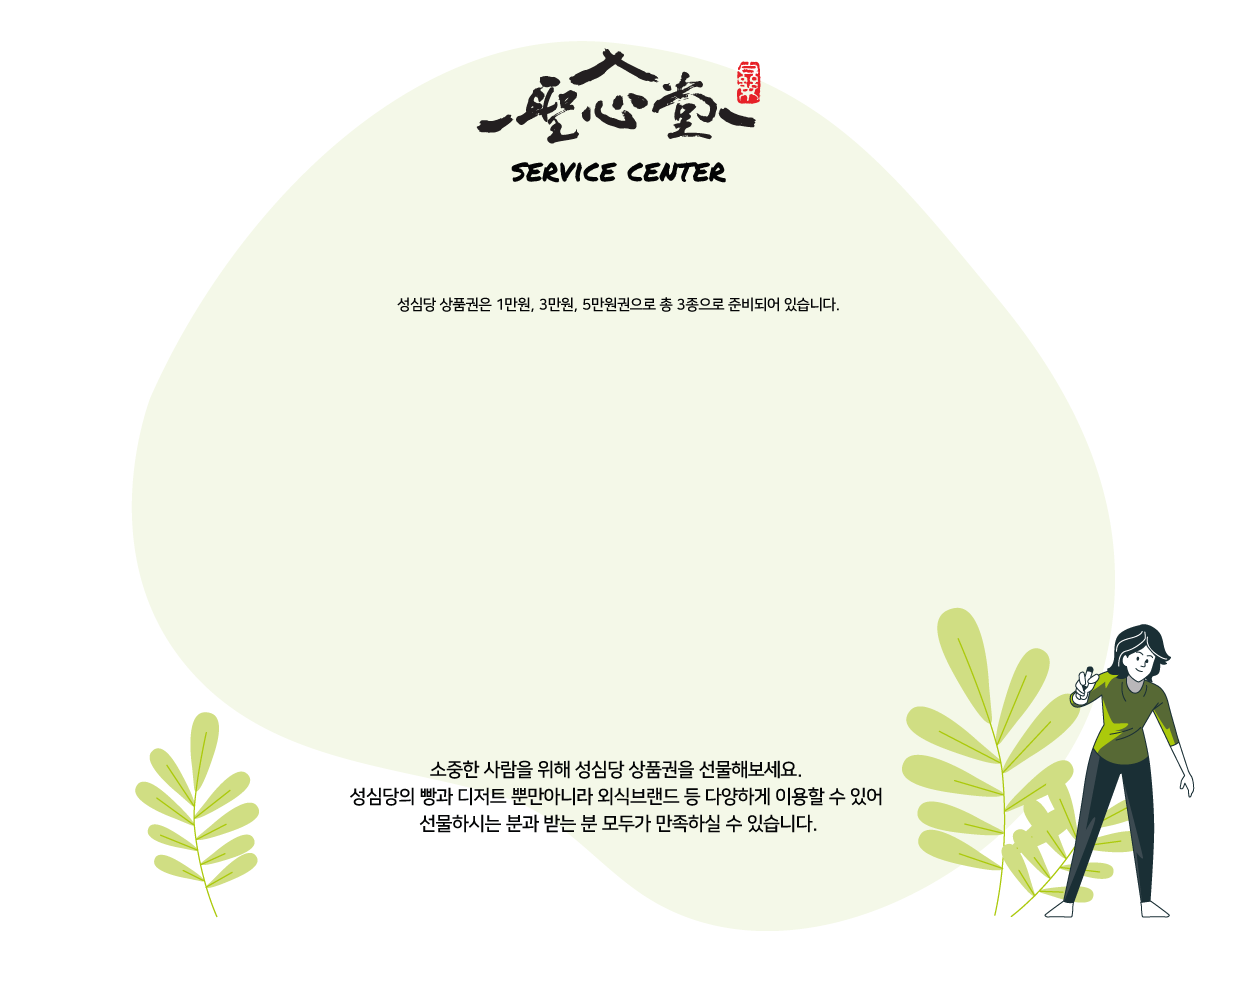 聖心堂
SERVICE CENTER
성심당 상품권은 1만원, 3만원, 5만원권으로 총 3종으로 준비되어 있습니다.
소중한 사람을 위해 성심당 상품권을 선물해보세요.
성심당의 빵과 디저트 뿐만아니라 외식브랜드 등 다양하게 이용할 수 있어
선물하시는 분과 받는 분 모두가 만족하실 수 있습니다.